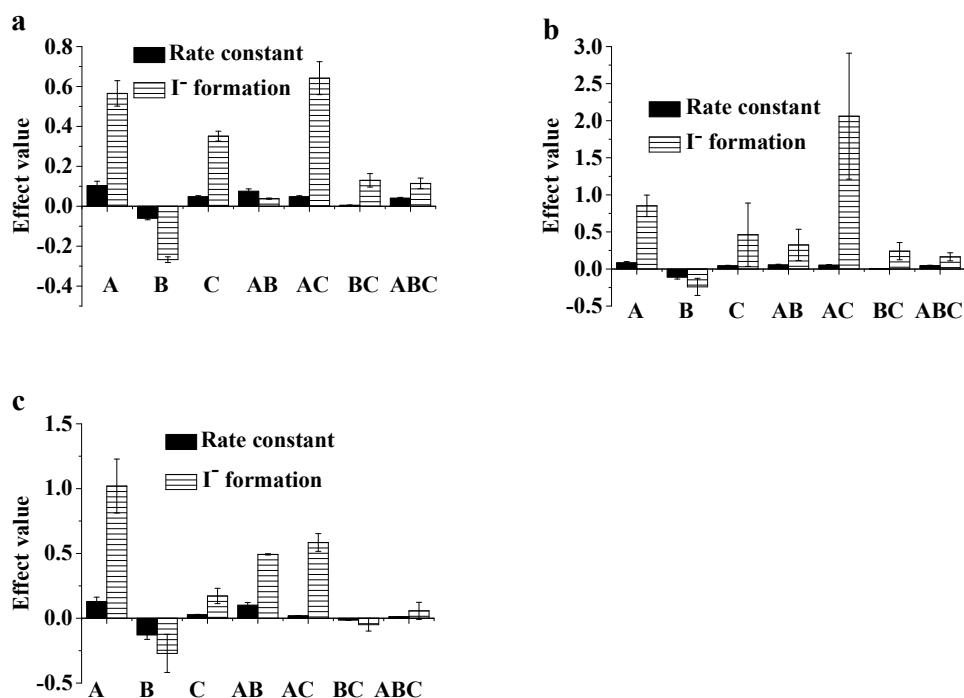 a
Rate constant
I⁻ formation
Effect value
0.8
0.6
0.4
0.2
0.0
-0.2
-0.4
A B C AB AC BC ABC
b
Rate constant
I⁻ formation
Effect value
3.0
2.5
2.0
1.5
1.0
0.5
0.0
-0.5
A B C AB AC BC ABC
c
Rate constant
I⁻ formation
Effect value
1.5
1.0
0.5
0.0
-0.5
A B C AB AC BC ABC